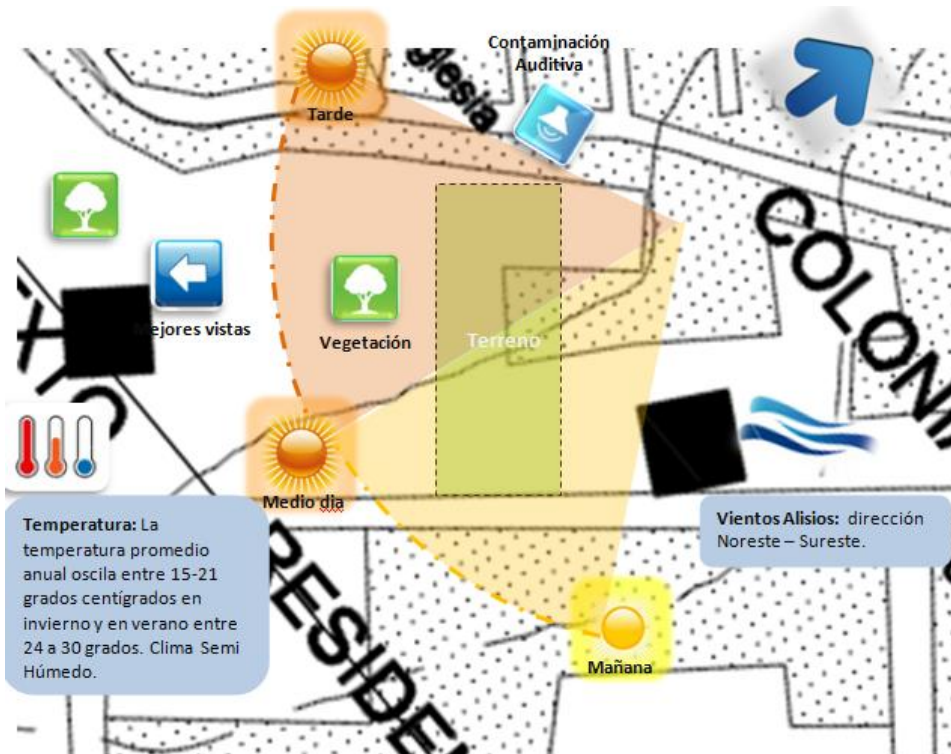 Contaminación
Auditiva
Tarde
Iglesia
COLONIA
Mejores vistas
Vegetación
Terreno
Medio dia
Temperatura: La
temperatura promedio
anual oscila entre 15-21
grados centígrados en
invierno y en verano entre
24 a 30 grados. Clima Semi
Húmedo.
Vientos Alisios: dirección
Noreste – Sureste.
Mañana